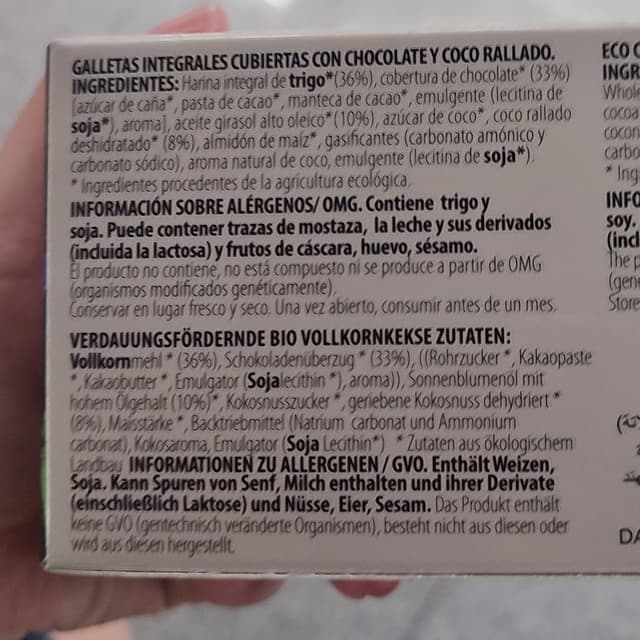 GALLETAS INTEGRALES CUBIERTAS CON CHOCOLATE Y COCO RALLADO.
INGREDIENTES: Harina integral de trigo*(36%), cobertura de chocolate* (33%)
[azúcar de caña*, pasta de cacao*, manteca de cacao*, emulgente (lecitina de
soja*), aroma], aceite girasol alto oleico*(10%), azúcar de coco*, coco rallado
deshidratado* (8%), almidón de maíz*, gasificantes (carbonato amónico y
carbonato sódico), aroma natural de coco, emulgente (lecitina de soja*).
* Ingredientes procedentes de la agricultura ecológica.
INFORMACIÓN SOBRE ALÉRGENOS/ OMG. Contiene trigo y
soja. Puede contener trazas de mostaza, la leche y sus derivados
(incluida la lactosa) y frutos de cáscara, huevo, sésamo.
El producto no contiene, no está compuesto ni se produce a partir de OMG
(organismos modificados genéticamente).
Conservar en lugar fresco y seco. Una vez abierto, consumir antes de un mes.
VERDAUUNGSFÖRDERNDE BIO VOLLKORNKEKSE ZUTATEN:
Vollkornmehl * (36%), Schokoladenüberzug * (33%), ((Rohrzucker *, Kakaopaste
*, Kakaobutter *, Emulgator (Sojalecithin *), aroma)), Sonnenblumenöl mit
hohem Ölgehalt (10%)*, Kokosnusszucker *, geriebene Kokosnuss dehydriert *
(8%), Maisstärke *, Backtriebmittel (Natrium carbonat und Ammonium
carbonat), Kokosaroma, Emulgator (Soja Lecithin*) * Zutaten aus ökologischem
Landbau INFORMATIONEN ZU ALLERGENEN / GVO. Enthält Weizen,
Soja. Kann Spuren von Senf, Milch enthalten und ihrer Derivate
(einschließlich Laktose) und Nüsse, Eier, Sesam. Das Produkt enthält
keine GVO (gentechnisch veränderte Organismen), besteht nicht aus diesen oder
wird aus diesen hergestellt.
ECO C
INGR
Whole
cocoa
cocon
carbo
* Ing
INFO
soy.
(incl
The p
(gen
Store
DA